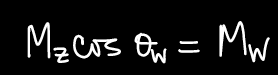 M_z cos θ_w = M_w